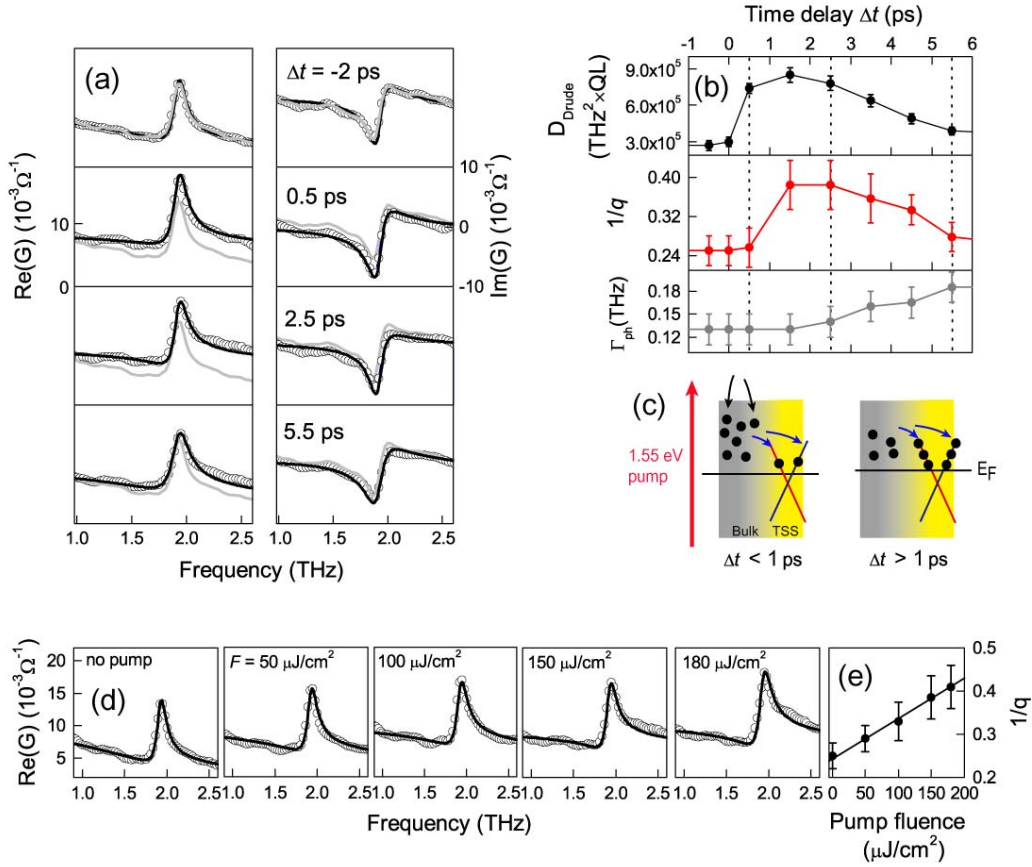 Time delay Δt (ps)
-1 0 1 2 3 4 5 6
(a)
Δt = -2 ps
0.5 ps
2.5 ps
5.5 ps
Re(G) (10⁻³Ω⁻¹)
10
0
Im(G) (10⁻³Ω⁻¹)
10
0
-10
1.0 1.5 2.0 2.5
1.0 1.5 2.0 2.5
Frequency (THz)
(b)
D_Drude
(THz²×QL)
9.0x10⁵
6.0x10⁵
3.0x10⁵
1/q
0.40
0.32
0.24
Γ_ph(THz)
0.18
0.15
0.12
(c)
1.55 eV
pump
Bulk TSS
E_F
Δt < 1 ps
Δt > 1 ps
(d)
Re(G) (10⁻³Ω⁻¹)
20
15
10
5
no pump
F = 50 μJ/cm²
100 μJ/cm²
150 μJ/cm²
180 μJ/cm²
1.0 1.5 2.0 2.5
1.0 1.5 2.0 2.5
1.0 1.5 2.0 2.5
1.0 1.5 2.0 2.5
1.0 1.5 2.0 2.5
Frequency (THz)
(e)
0.5
0.4
0.3
0.2
1/q
0 50 100 150 200
Pump fluence
(μJ/cm²)